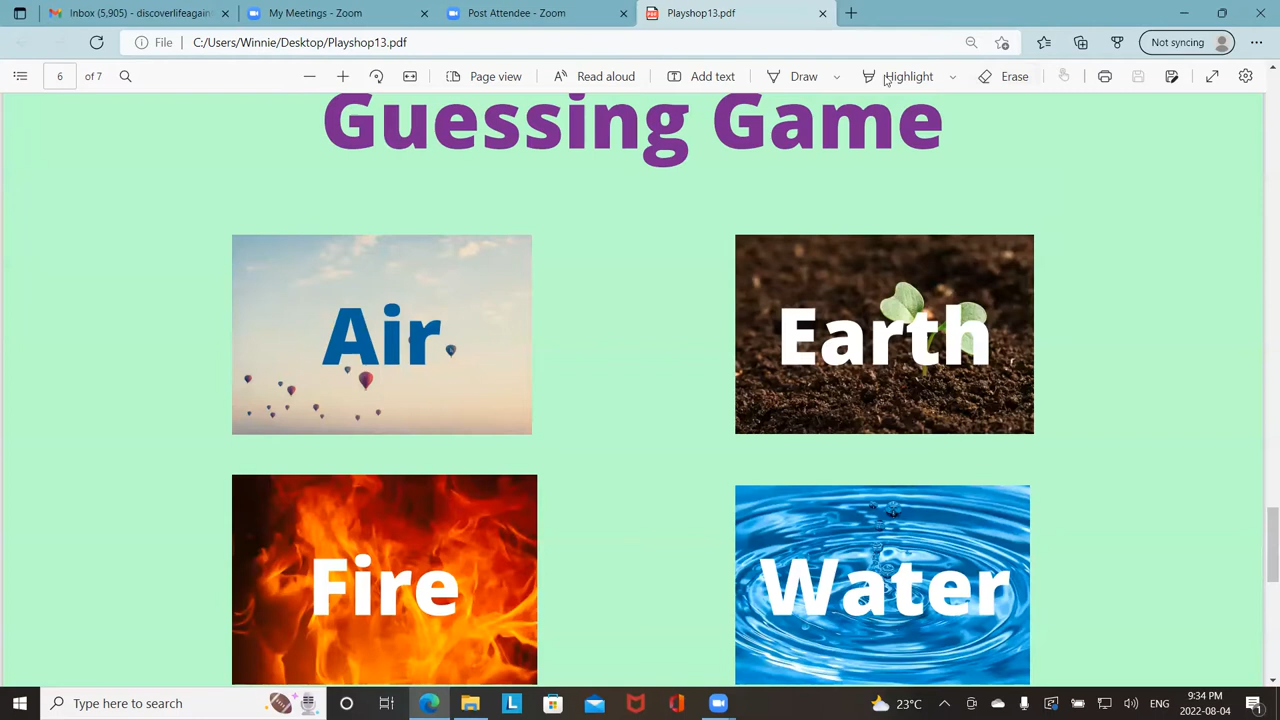 Inbox (5,905) - discoverlifeagain
My Meetings - Zoom
Post Attendee - Zoom
Playshop13.pdf
File
C:/Users/Winnie/Desktop/Playshop13.pdf
Not syncing
6 of 7
Page view
Read aloud
Add text
Draw
Highlight
Erase
Guessing Game
Air
Earth
Fire
Water
Type here to search
23°C
ENG
9:34 PM
2022-08-04